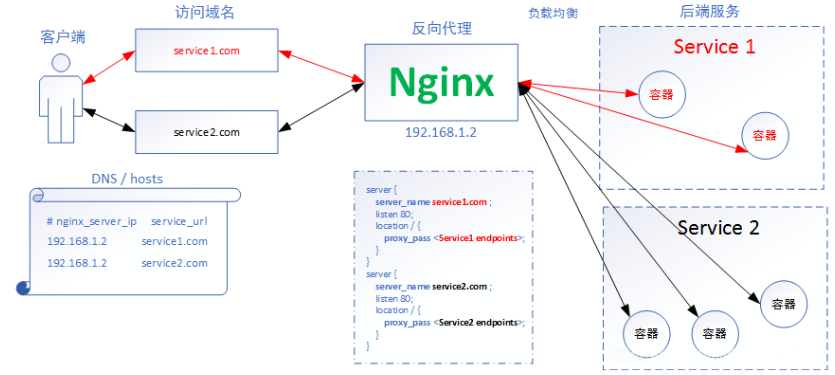 访问域名
客户端
service1.com
service2.com
反向代理
Nginx
192.168.1.2
负载均衡
后端服务
Service 1
容器
容器
Service 2
容器
容器
容器
DNS / hosts
# nginx_server_ip service_url
192.168.1.2 service1.com
192.168.1.2 service2.com
server {
server_name service1.com ;
listen 80;
location / {
proxy_pass <Service1 endpoints>;
}
}
server {
server_name service2.com ;
listen 80;
location / {
proxy_pass <Service2 endpoints>;
}
}